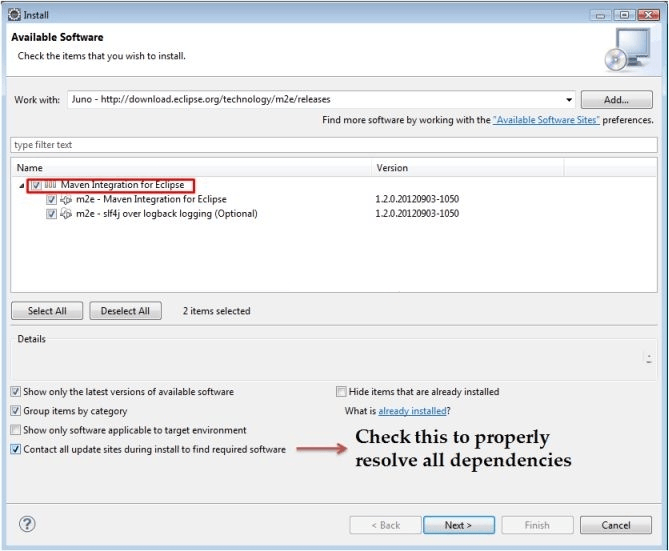 Install
Available Software
Check the items that you wish to install.
Work with:
Juno - http://download.eclipse.org/technology/m2e/releases
Add...
Find more software by working with the "Available Software Sites" preferences.
type filter text
Name
Version
Maven Integration for Eclipse
m2e - Maven Integration for Eclipse
1.2.0.20120903-1050
m2e - slf4j over logback logging (Optional)
1.2.0.20120903-1050
Select All
Deselect All
2 items selected
Details
Show only the latest versions of available software
Hide items that are already installed
Group items by category
What is already installed?
Show only software applicable to target environment
Contact all update sites during install to find required software
Check this to properly
resolve all dependencies
?
< Back
Next >
Finish
Cancel